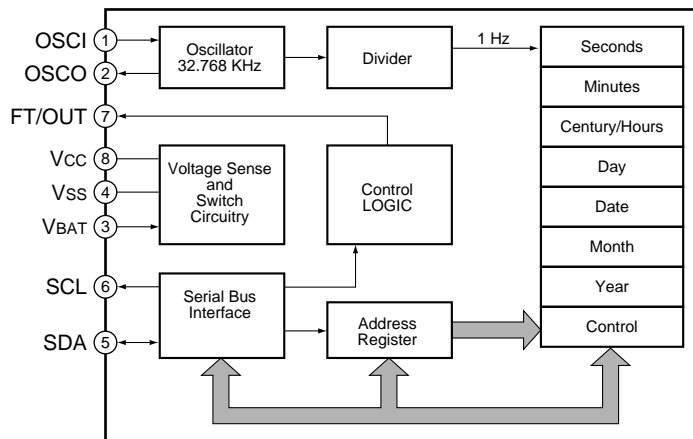 OSCI 1
OSCO 2
FT/OUT 7
VCC 8
VSS 4
VBAT 3
SCL 6
SDA 5
Oscillator
32.768 KHz
Divider
1 Hz
Voltage Sense
and
Switch
Circuitry
Control
LOGIC
Serial Bus
Interface
Address
Register
Seconds
Minutes
Century/Hours
Day
Date
Month
Year
Control